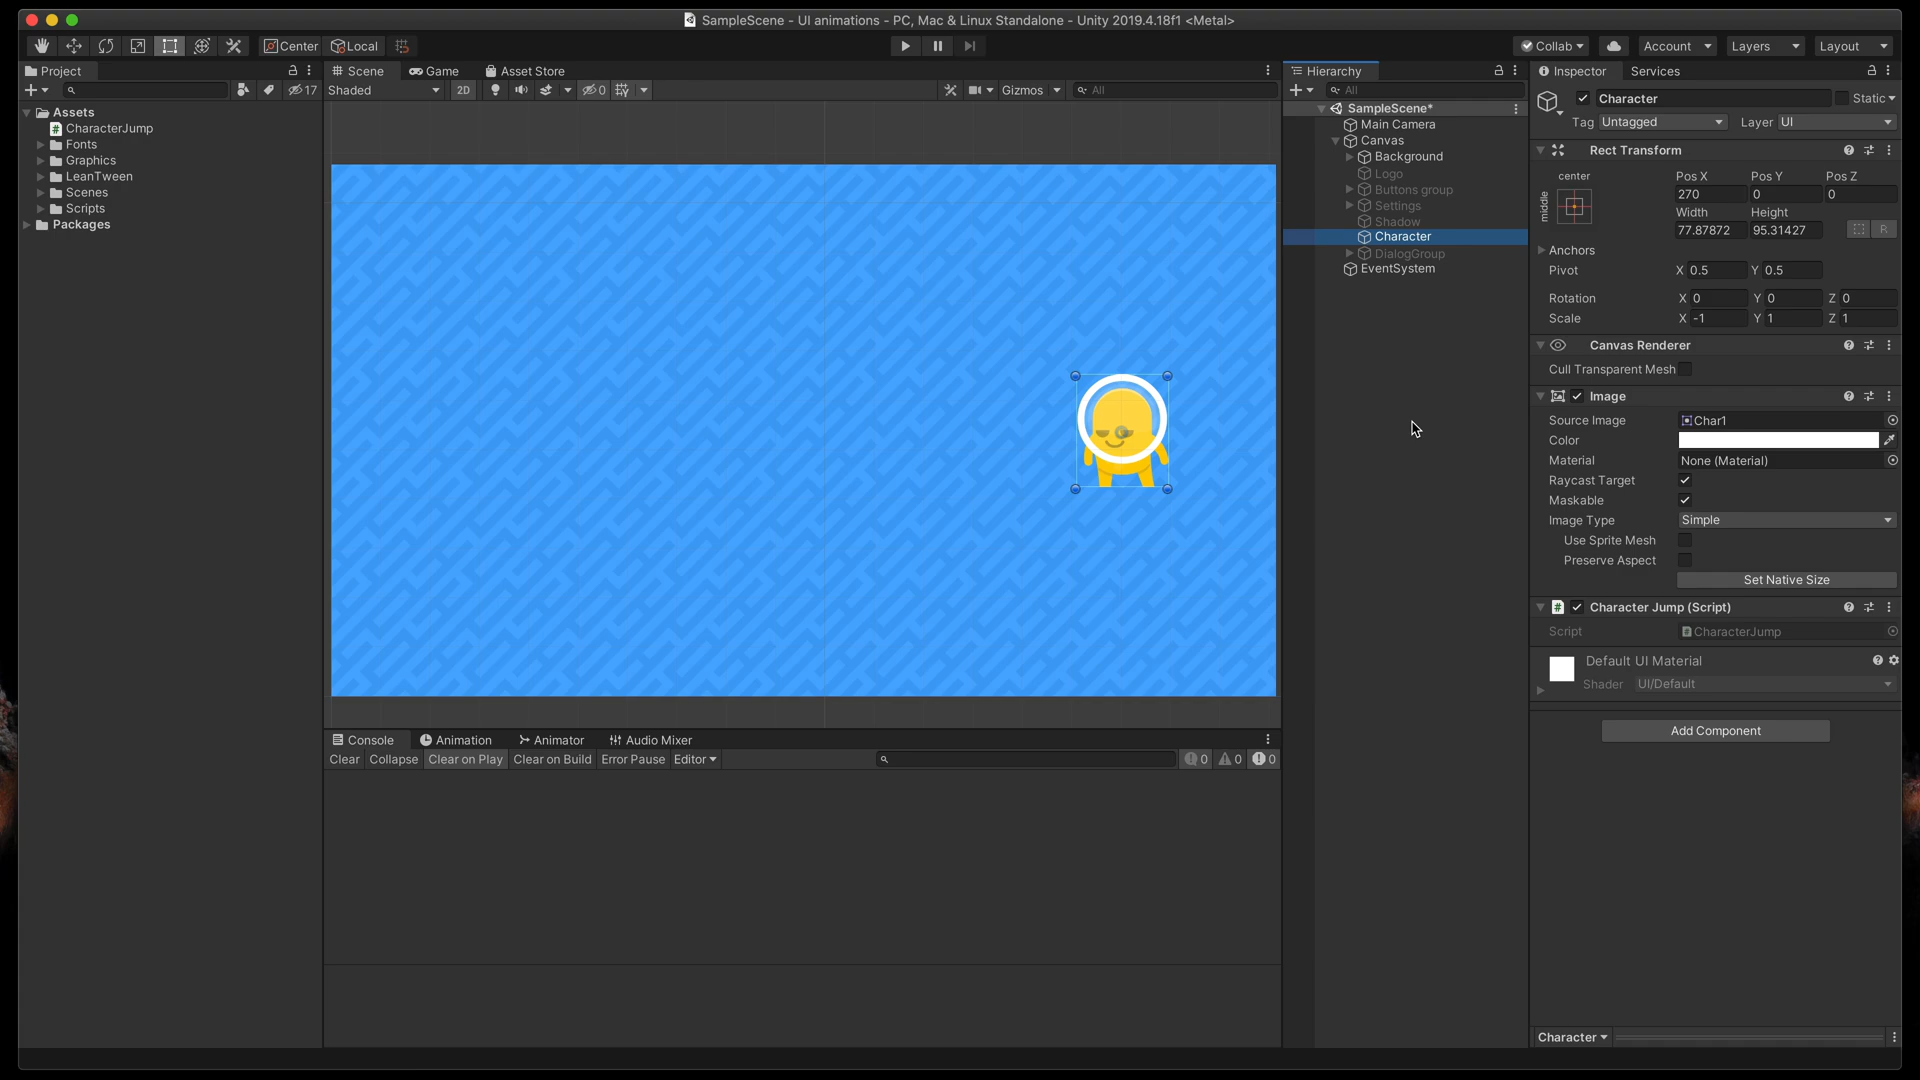 SampleScene - UI animations - PC, Mac & Linux Standalone - Unity 2019.4.18f1 <Metal>
Center
Local
Collab
Account
Layers
Layout
Project
17
Assets
CharacterJump
Fonts
Graphics
LeanTween
Scenes
Scripts
Packages
Scene
Game
Asset Store
Shaded
2D
0
Gizmos
All
Console
Animation
Animator
Audio Mixer
Clear
Collapse
Clear on Play
Clear on Build
Error Pause
Editor
0
0
0
Hierarchy
All
SampleScene*
Main Camera
Canvas
Background
Logo
Buttons group
Settings
Shadow
Character
DialogGroup
EventSystem
Inspector
Services
Character
Static
Tag Untagged
Layer UI
Rect Transform
center
middle
Pos X Pos Y Pos Z
270 0 0
Width Height
77.87872 95.31427
R
Anchors
Pivot X 0.5 Y 0.5
Rotation X 0 Y 0 Z 0
Scale X -1 Y 1 Z 1
Canvas Renderer
Cull Transparent Mesh
Image
Source Image Char1
Color
Material None (Material)
Raycast Target
Maskable
Image Type Simple
Use Sprite Mesh
Preserve Aspect
Set Native Size
Character Jump (Script)
Script CharacterJump
Default UI Material
Shader UI/Default
Add Component
Character